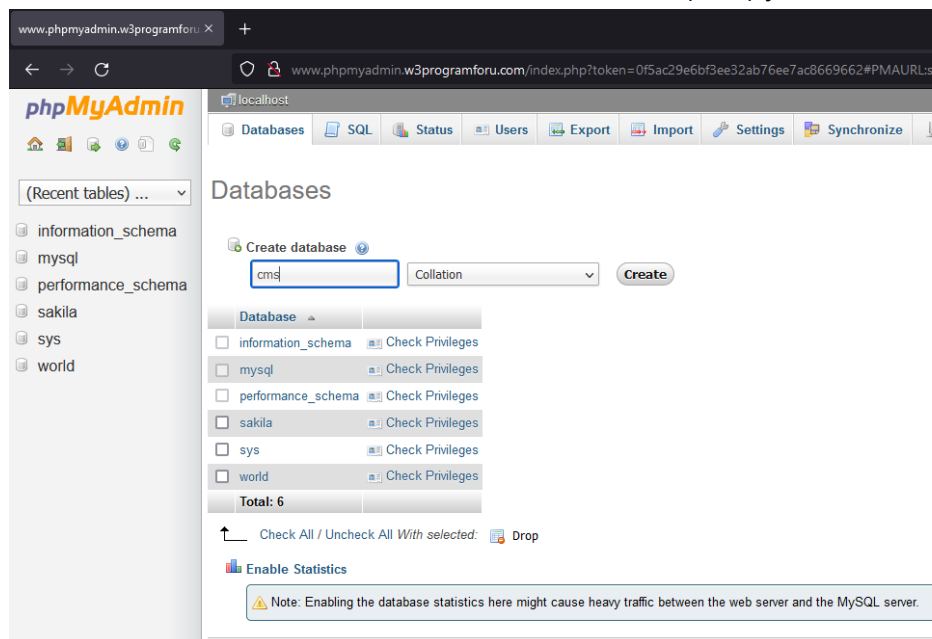 www.phpmyadmin.w3programforu
www.phpmyadmin.w3programforu.com/index.php?token=0f5ac29e6bf3ee32ab76ee7ac8669662#PMAURL:s
phpMyAdmin
localhost
Databases SQL Status Users Export Import Settings Synchronize
(Recent tables) ...
information_schema
mysql
performance_schema
sakila
sys
world
Databases
Create database
cms Collation Create
Database
information_schema Check Privileges
mysql Check Privileges
performance_schema Check Privileges
sakila Check Privileges
sys Check Privileges
world Check Privileges
Total: 6
Check All / Uncheck All With selected: Drop
Enable Statistics
Note: Enabling the database statistics here might cause heavy traffic between the web server and the MySQL server.